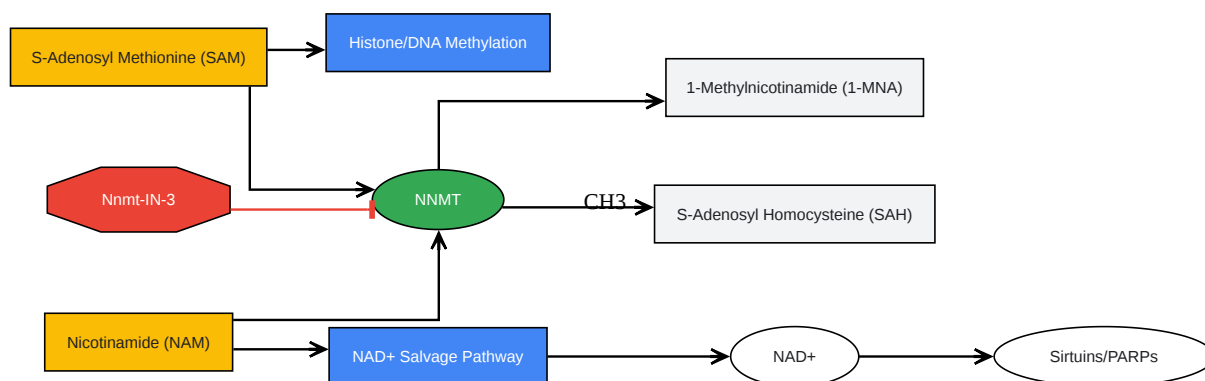 S-Adenosyl Methionine (SAM)
Histone/DNA Methylation
1-Methylnicotinamide (1-MNA)
Nnmt-IN-3
NNMT
CH3
S-Adenosyl Homocysteine (SAH)
Nicotinamide (NAM)
NAD+ Salvage Pathway
NAD+
Sirtuins/PARPs